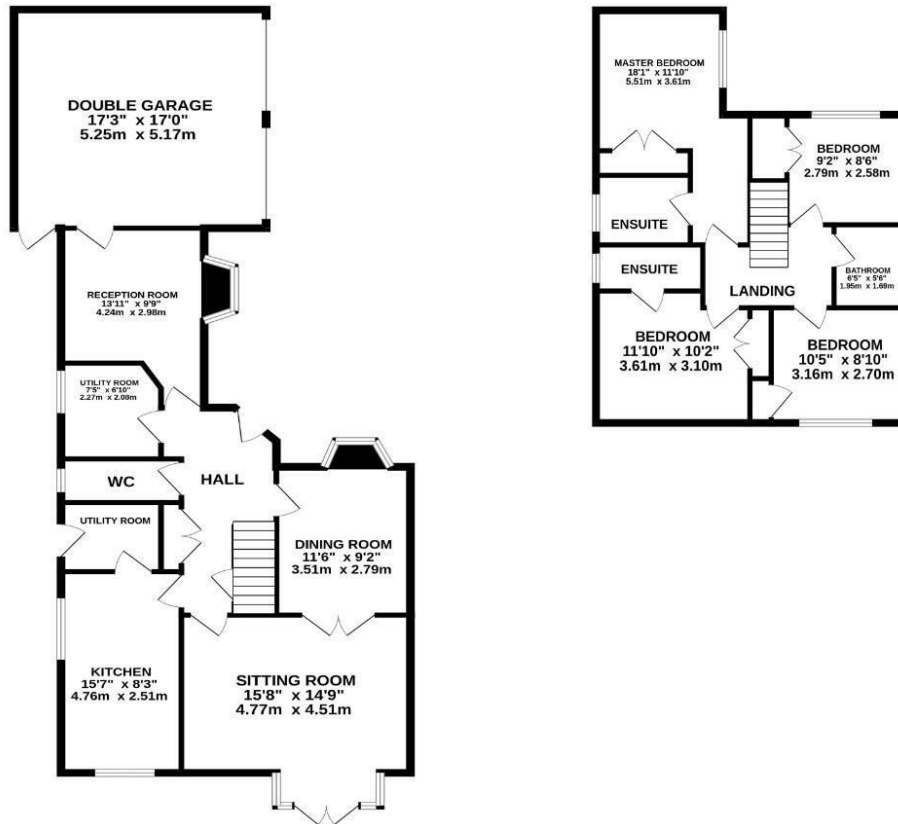 DOUBLE GARAGE
17'3" x 17'0"
5.25m x 5.17m
RECEPTION ROOM
13'11" x 9'9"
4.24m x 2.98m
UTILITY ROOM
7'5" x 6'10"
2.27m x 2.08m
WC
HALL
UTILITY ROOM
DINING ROOM
11'6" x 9'2"
3.51m x 2.79m
KITCHEN
15'7" x 8'3"
4.76m x 2.51m
SITTING ROOM
15'8" x 14'9"
4.77m x 4.51m
MASTER BEDROOM
18'1" x 11'10"
5.51m x 3.61m
BEDROOM
9'2" x 8'6"
2.79m x 2.58m
ENSUITE
ENSUITE
BATHROOM
6'5" x 5'6"
1.95m x 1.69m
LANDING
BEDROOM
11'10" x 10'2"
3.61m x 3.10m
BEDROOM
10'5" x 8'10"
3.16m x 2.70m